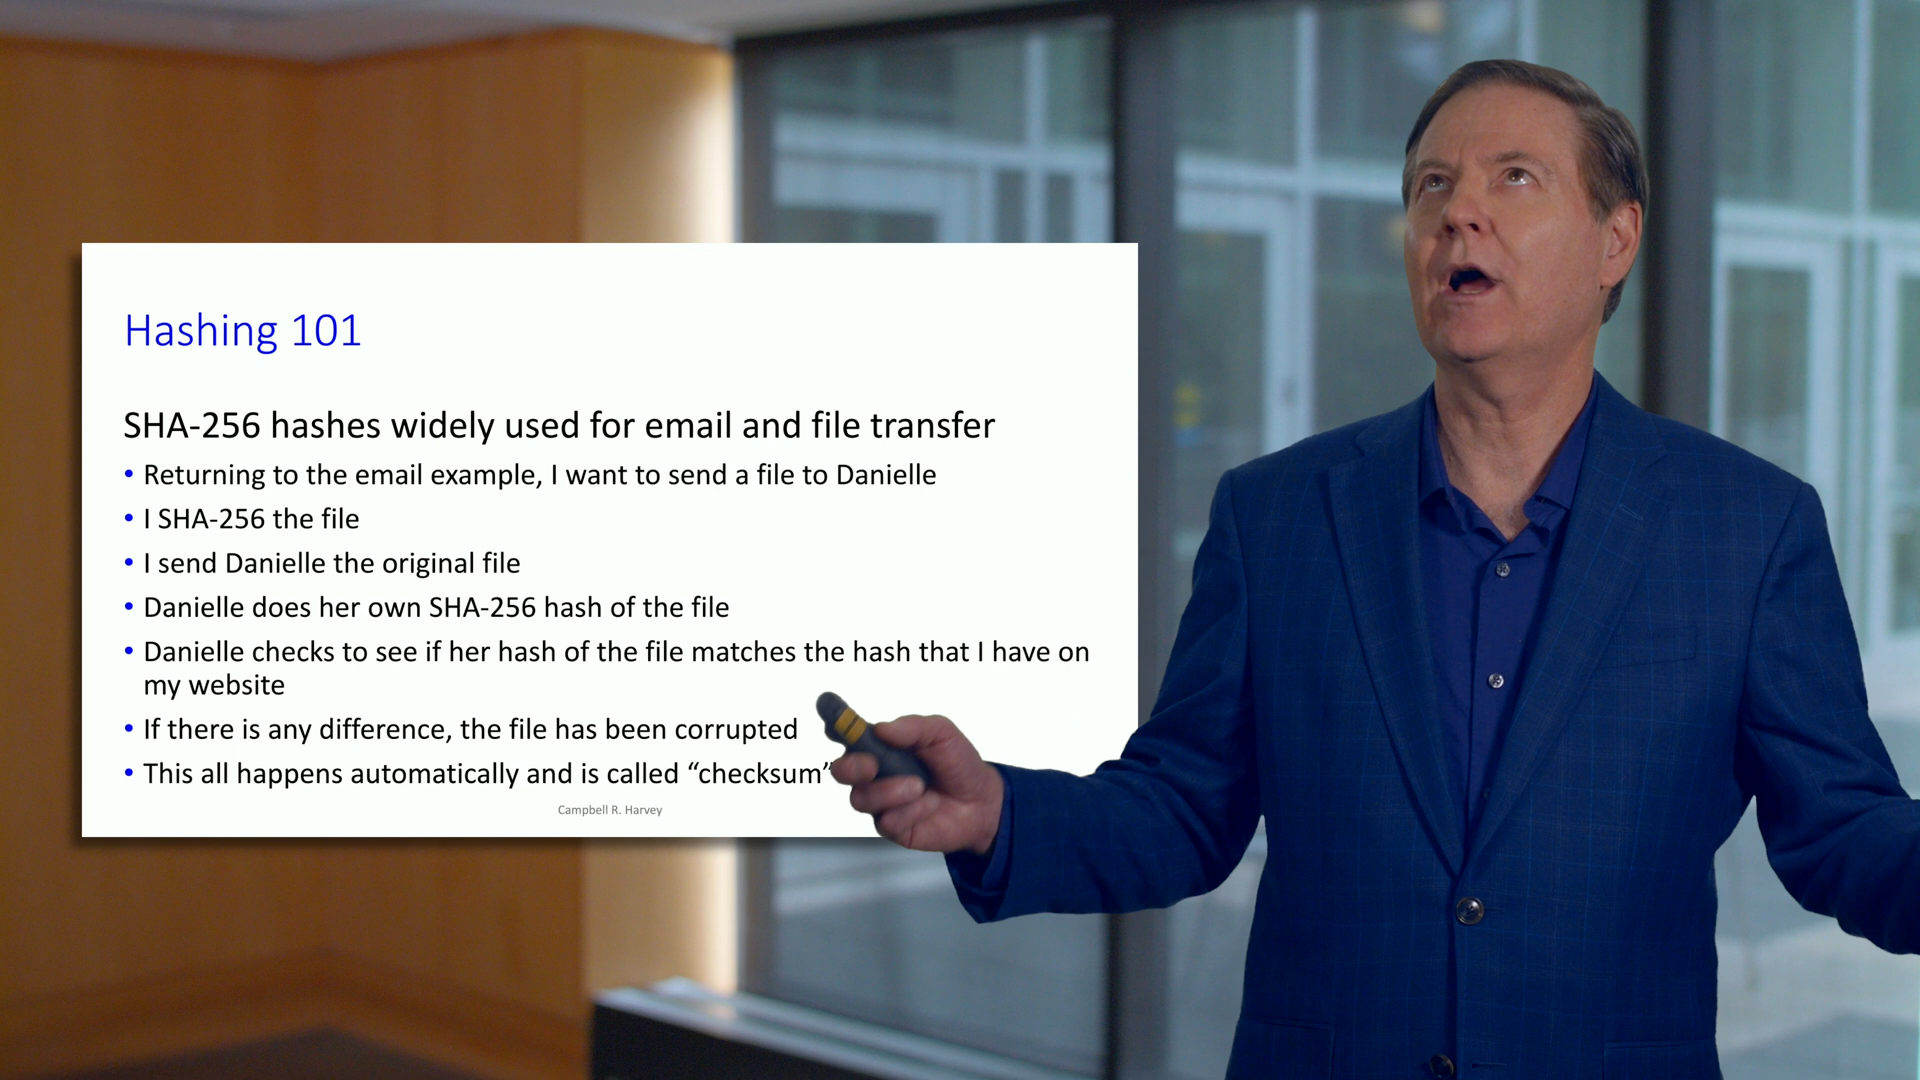 Hashing 101
SHA-256 hashes widely used for email and file transfer
• Returning to the email example, I want to send a file to Danielle
• I SHA-256 the file
• I send Danielle the original file
• Danielle does her own SHA-256 hash of the file
• Danielle checks to see if her hash of the file matches the hash that I have on
my website
• If there is any difference, the file has been corrupted
• This all happens automatically and is called “checksum”
Campbell R. Harvey